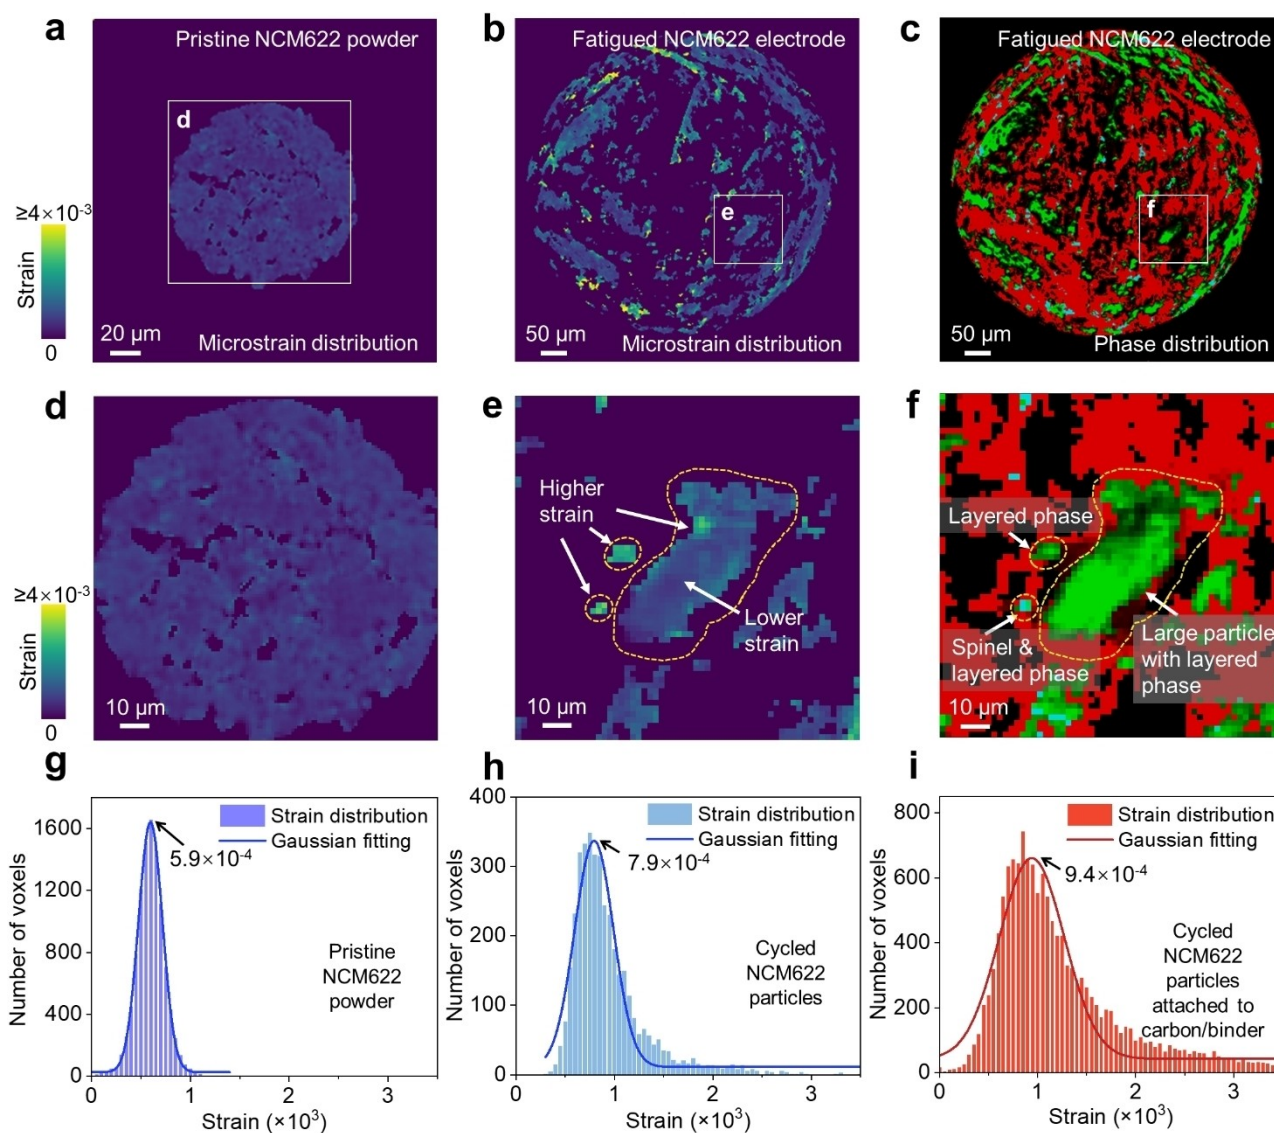 a
Pristine NCM622 powder
d
≥4×10⁻³
Strain
0
20 µm
Microstrain distribution
b
Fatigued NCM622 electrode
e
50 µm
Microstrain distribution
c
Fatigued NCM622 electrode
f
50 µm
Phase distribution
d
≥4×10⁻³
Strain
0
10 µm
e
Higher
strain
Lower
strain
10 µm
f
Layered phase
Spinel &
layered phase
Large particle
with layered
phase
10 µm
g
Number of voxels
1600
1200
800
400
0
Strain distribution
Gaussian fitting
5.9×10⁻⁴
Pristine
NCM622
powder
0
1
2
3
Strain (×10³)
h
Number of voxels
400
300
200
100
0
Strain distribution
Gaussian fitting
7.9×10⁻⁴
Cycled
NCM622
particles
0
1
2
3
Strain (×10³)
i
Number of voxels
800
600
400
200
0
Strain distribution
Gaussian fitting
9.4×10⁻⁴
Cycled
NCM622
particles
attached to
carbon/binder
0
1
2
3
Strain (×10³)